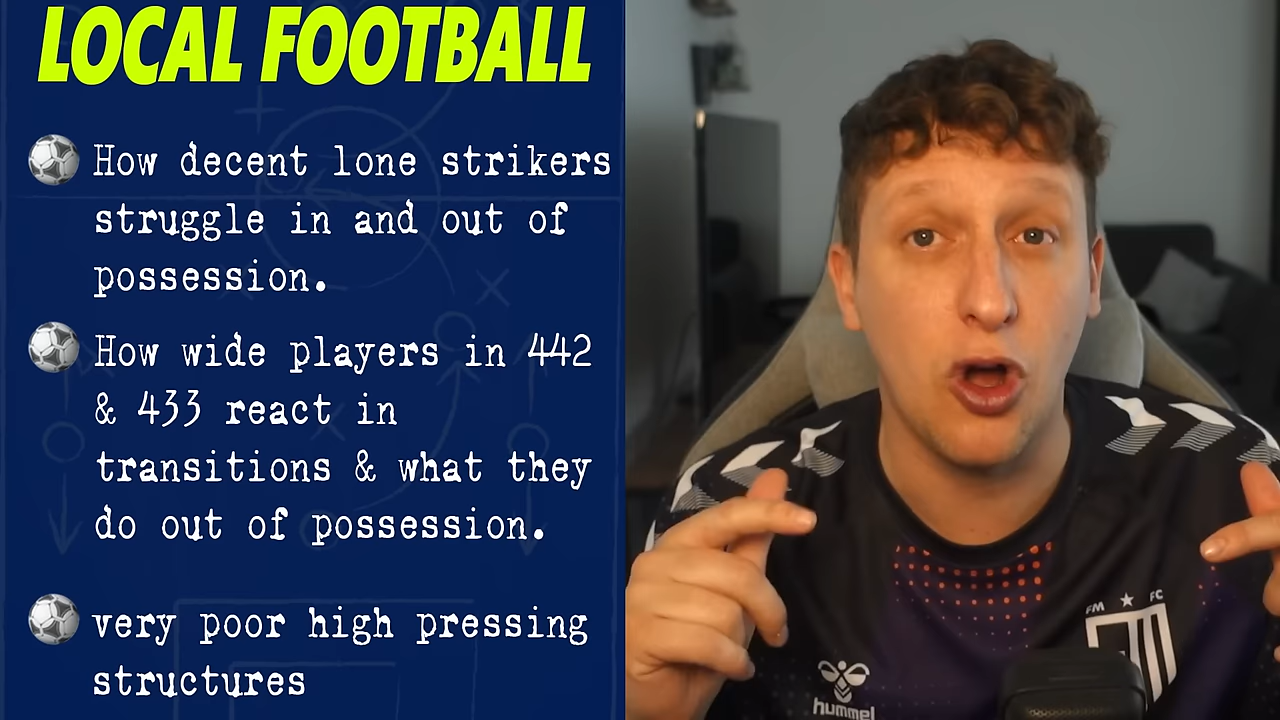 LOCAL FOOTBALL
How decent lone strikers
struggle in and out of
possession.
How wide players in 442
& 433 react in
transitions & what they
do out of possession.
very poor high pressing
structures
FM FC
hummel